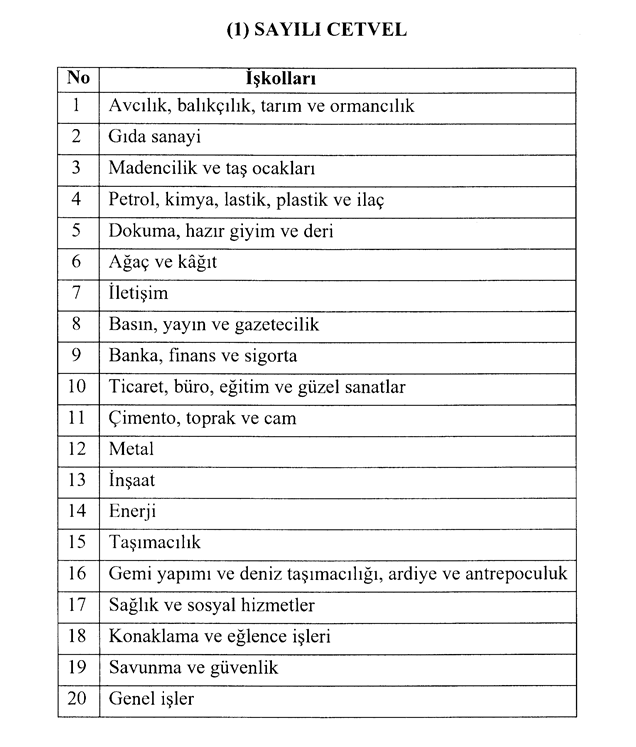 (1) SAYILI CETVEL
No İşkolları
1 Avcılık, balıkçılık, tarım ve ormancılık
2 Gıda sanayi
3 Madencilik ve taş ocakları
4 Petrol, kimya, lastik, plastik ve ilaç
5 Dokuma, hazır giyim ve deri
6 Ağaç ve kâğıt
7 İletişim
8 Basın, yayın ve gazetecilik
9 Banka, finans ve sigorta
10 Ticaret, büro, eğitim ve güzel sanatlar
11 Çimento, toprak ve cam
12 Metal
13 İnşaat
14 Enerji
15 Taşımacılık
16 Gemi yapımı ve deniz taşımacılığı, ardiye ve antrepoculuk
17 Sağlık ve sosyal hizmetler
18 Konaklama ve eğlence işleri
19 Savunma ve güvenlik
20 Genel işler